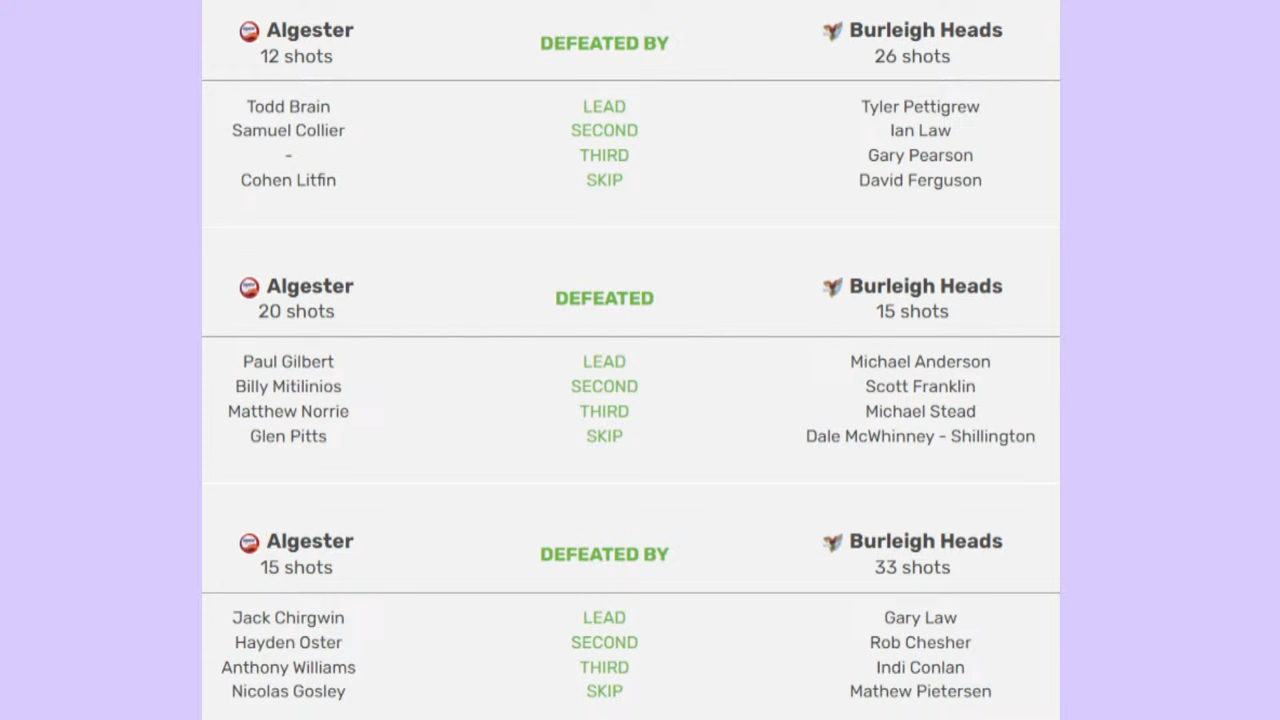 Algester DEFEATED BY Burleigh Heads
12 shots 26 shots
Todd Brain LEAD Tyler Pettigrew
Samuel Collier SECOND Ian Law
- THIRD Gary Pearson
Cohen Litfin SKIP David Ferguson
Algester DEFEATED Burleigh Heads
20 shots 15 shots
Paul Gilbert LEAD Michael Anderson
Billy Mitilinios SECOND Scott Franklin
Matthew Norrie THIRD Michael Stead
Glen Pitts SKIP Dale McWhinney - Shillington
Algester DEFEATED BY Burleigh Heads
15 shots 33 shots
Jack Chirgwin LEAD Gary Law
Hayden Oster SECOND Rob Chesher
Anthony Williams THIRD Indi Conlan
Nicolas Gosley SKIP Mathew Pietersen